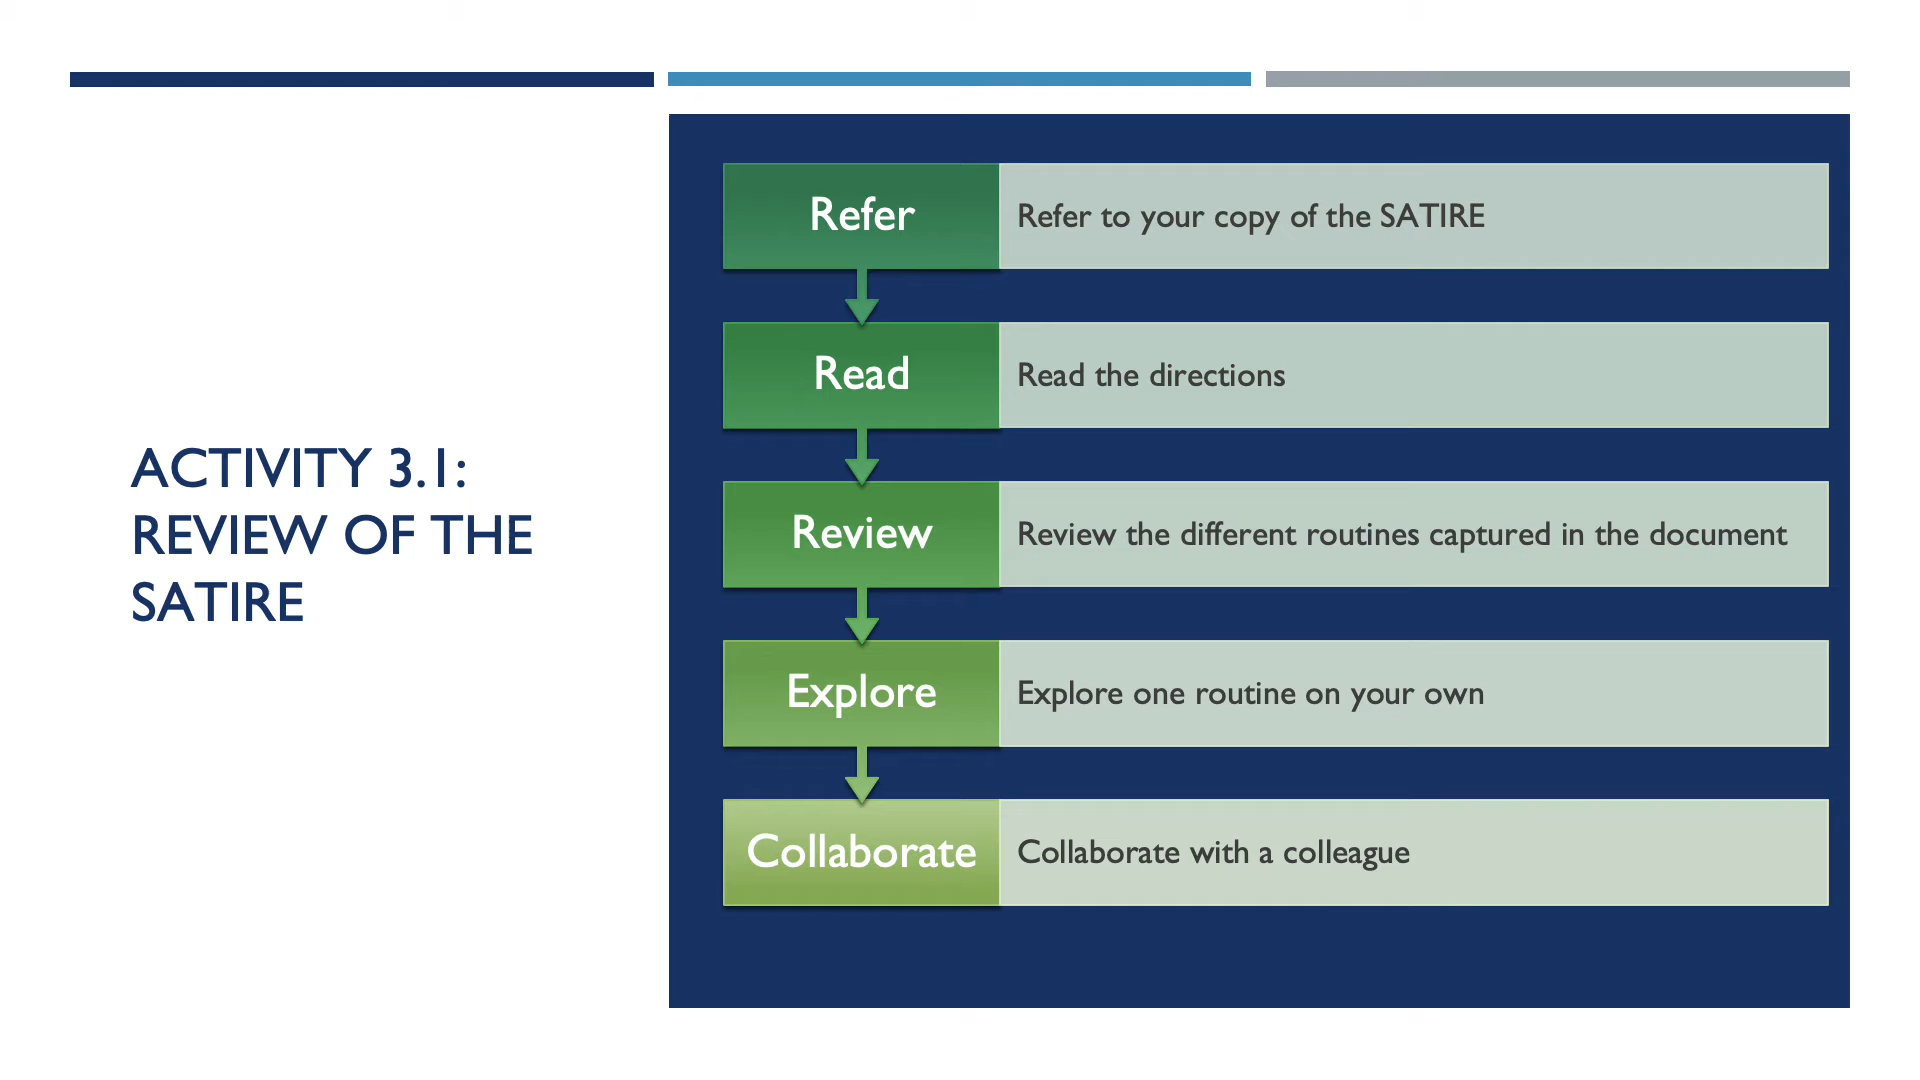 ACTIVITY 3.1:
REVIEW OF THE
SATIRE
Refer
Refer to your copy of the SATIRE
Read
Read the directions
Review
Review the different routines captured in the document
Explore
Explore one routine on your own
Collaborate
Collaborate with a colleague